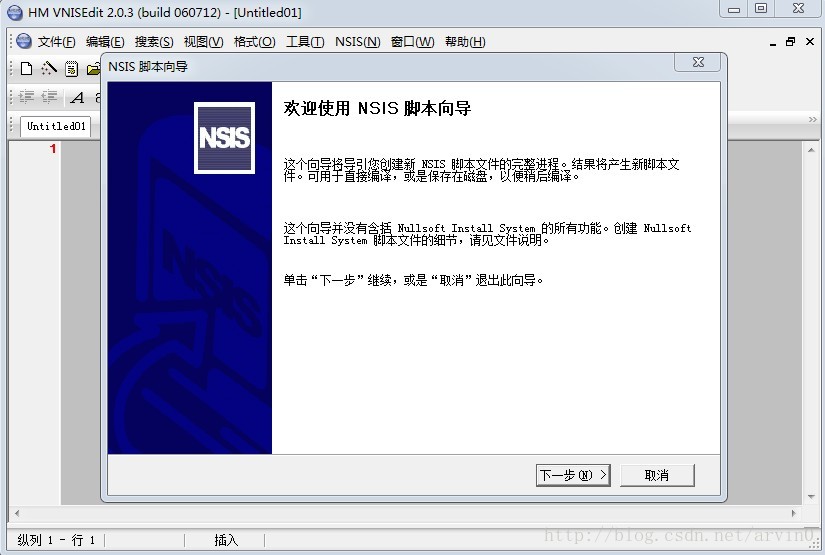 HM VNISEdit 2.0.3 (build 060712) - [Untitled01]
文件(F) 编辑(E) 搜索(S) 视图(V) 格式(O) 工具(T) NSIS(N) 窗口(W) 帮助(H)
NSIS 脚本向导
Untitled01
1
NSIS
欢迎使用 NSIS 脚本向导
这个向导将导引您创建新 NSIS 脚本文件的完整进程。结果将产生新脚本文
件。可用于直接编译，或是保存在磁盘，以便稍后编译。
这个向导并没有含括 Nullsoft Install System 的所有功能。创建 Nullsoft
Install System 脚本文件的细节，请见文件说明。
单击“下一步”继续，或是“取消”退出此向导。
NSIS
下一步(N) >
取消
纵列 1 - 行 1
插入
http://blog.csdn.net/arvin0